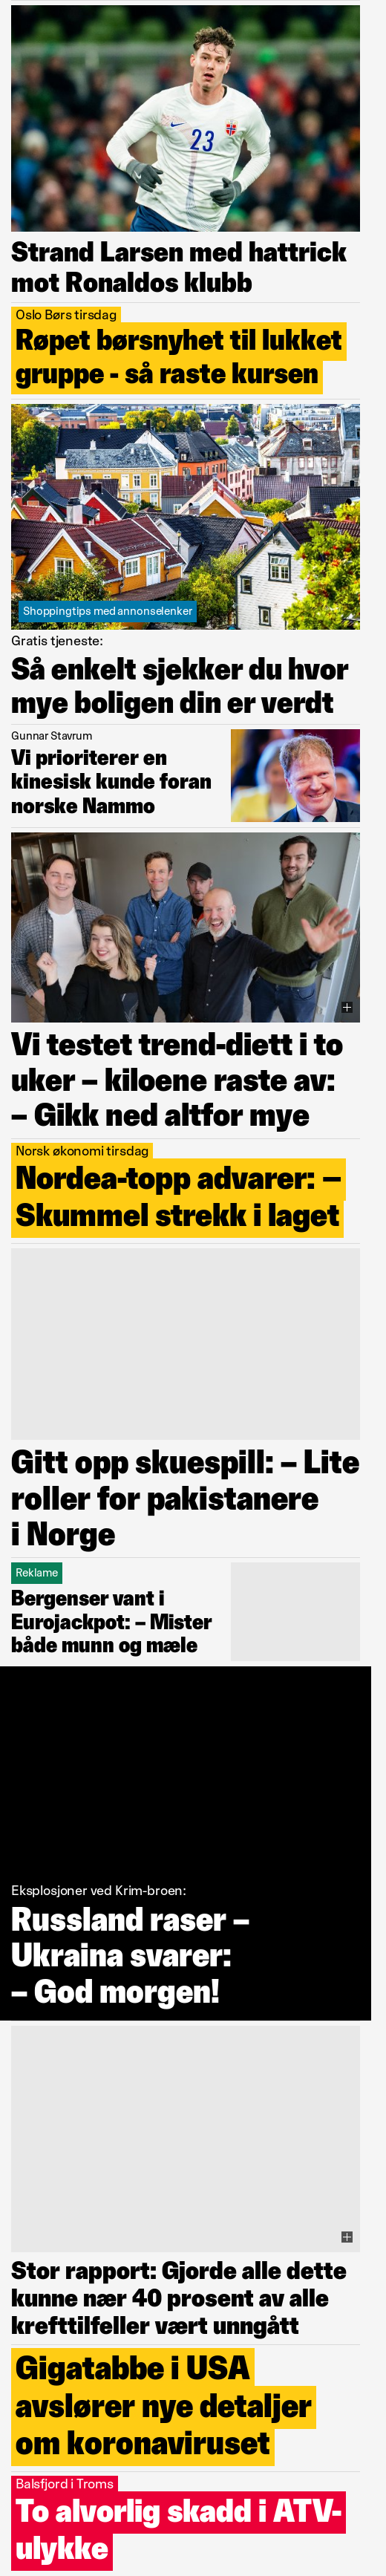 23
Strand Larsen med hattrick
mot Ronaldos klubb
Oslo Børs tirsdag
Røpet børsnyhet til lukket
gruppe - så raste kursen
Shoppingtips med annonselenker
Gratis tjeneste:
Så enkelt sjekker du hvor
mye boligen din er verdt
Gunnar Stavrum
Vi prioriterer en
kinesisk kunde foran
norske Nammo
Vi testet trend-diett i to
uker – kiloene raste av:
– Gikk ned altfor mye
Norsk økonomi tirsdag
Nordea-topp advarer: –
Skummel strekk i laget
Gitt opp skuespill: – Lite
roller for pakistanere
i Norge
Reklame
Bergenser vant i
Eurojackpot: – Mister
både munn og mæle
Eksplosjoner ved Krim-broen:
Russland raser –
Ukraina svarer:
– God morgen!
Stor rapport: Gjorde alle dette
kunne nær 40 prosent av alle
krefttilfeller vært unngått
Gigatabbe i USA
avslører nye detaljer
om koronaviruset
Balsfjord i Troms
To alvorlig skadd i ATV-
ulykke